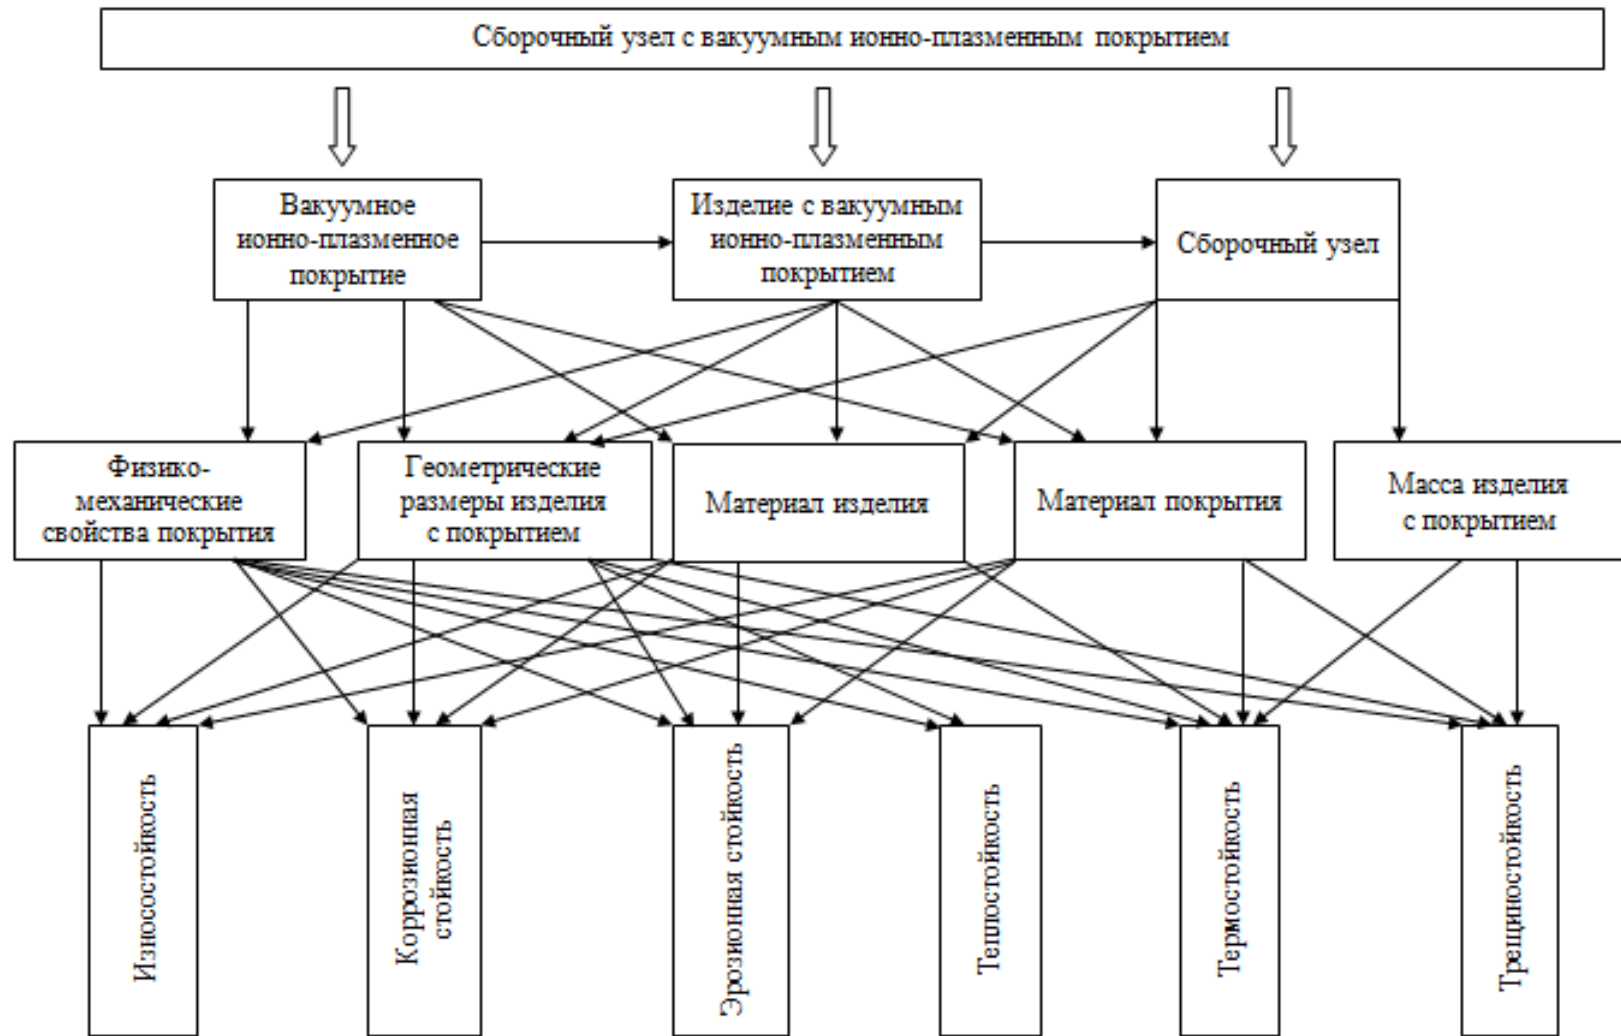 Сборочный узел с вакуумным ионно-плазменным покрытием
Вакуумное
ионно-плазменное
покрытие
Изделие с вакуумным
ионно-плазменным
покрытием
Сборочный узел
Физико-
механические
свойства покрытия
Геометрические
размеры изделия
с покрытием
Материал изделия
Материал покрытия
Масса изделия
с покрытием
Износостойкость
Коррозионная
стойкость
Эрозионная стойкость
Теплостойкость
Термостойкость
Трещиностойкость